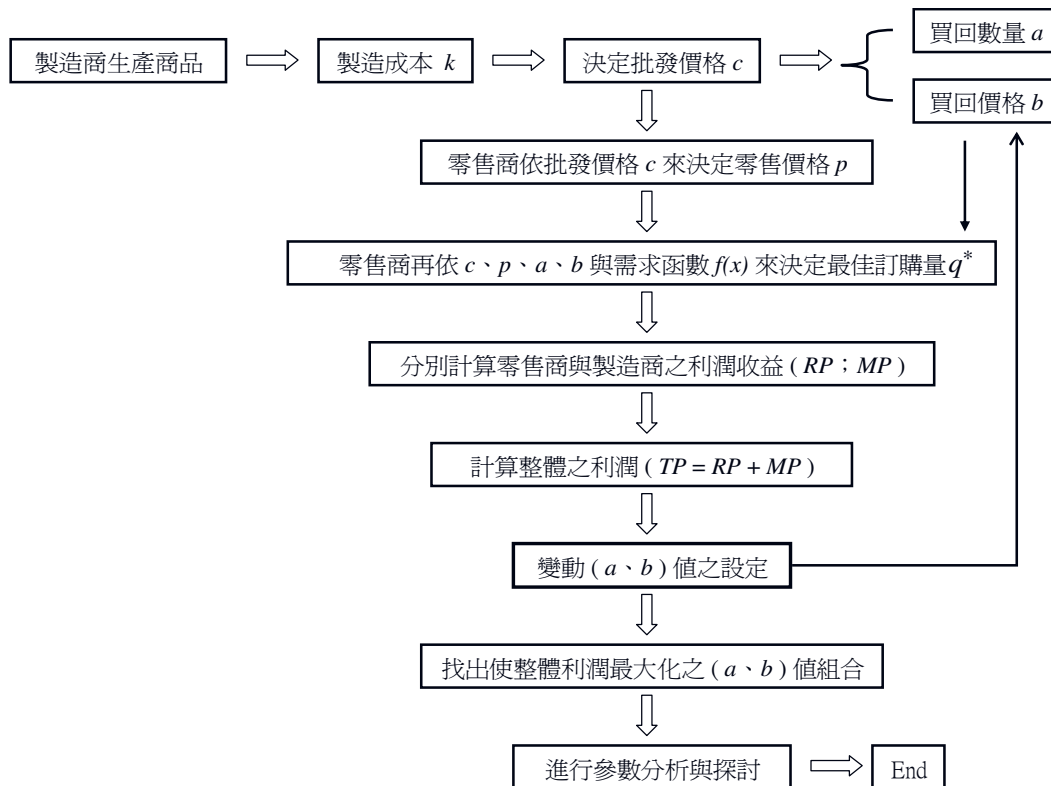 製造商生產商品
製造成本 k
決定批發價格 c
買回數量 a
買回價格 b
零售商依批發價格 c 來決定零售價格 p
零售商再依 c、p、a、b 與需求函數 f(x) 來決定最佳訂購量 q*
分別計算零售商與製造商之利潤收益 ( RP；MP )
計算整體之利潤 ( TP = RP + MP )
變動 ( a、b ) 值之設定
找出使整體利潤最大化之 ( a、b ) 值組合
進行參數分析與探討
End